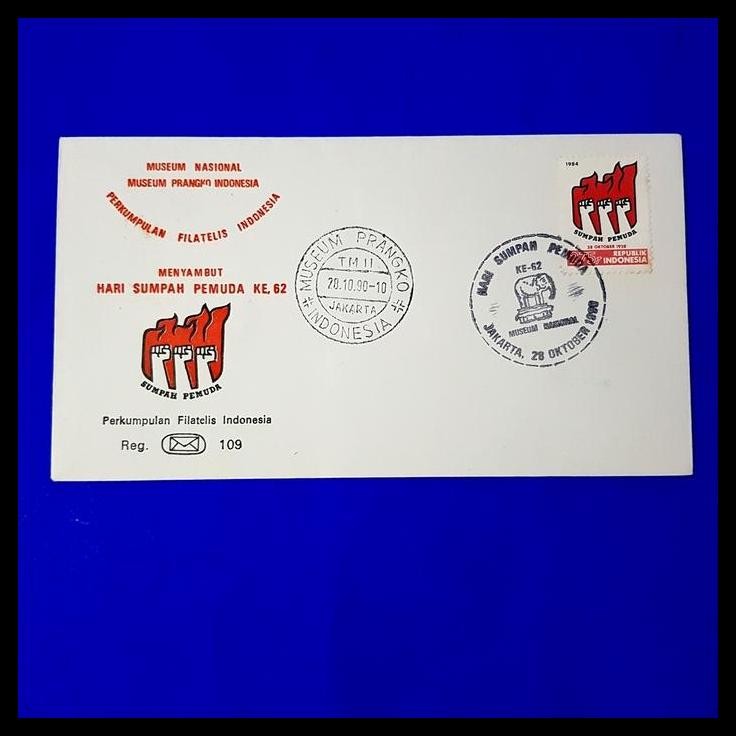 MUSEUM NASIONAL
MUSEUM PRANGKO INDONESIA
PERKUMPULAN FILATELIS INDONESIA
MENYAMBUT
HARI SUMPAH PEMUDA KE, 62
SUMPAH PEMUDA
Perkumpulan Filatelis Indonesia
Reg. 109
MUSEUM PRANGKO
TMII
28.10.90-10
JAKARTA
INDONESIA
HARI SUMPAH PEMUDA
KE-62
MUSEUM NASIONAL
JAKARTA, 28 OKTOBER 1990
1984
SUMPAH PEMUDA
28 OKTOBER 1928
REPUBLIK
INDONESIA